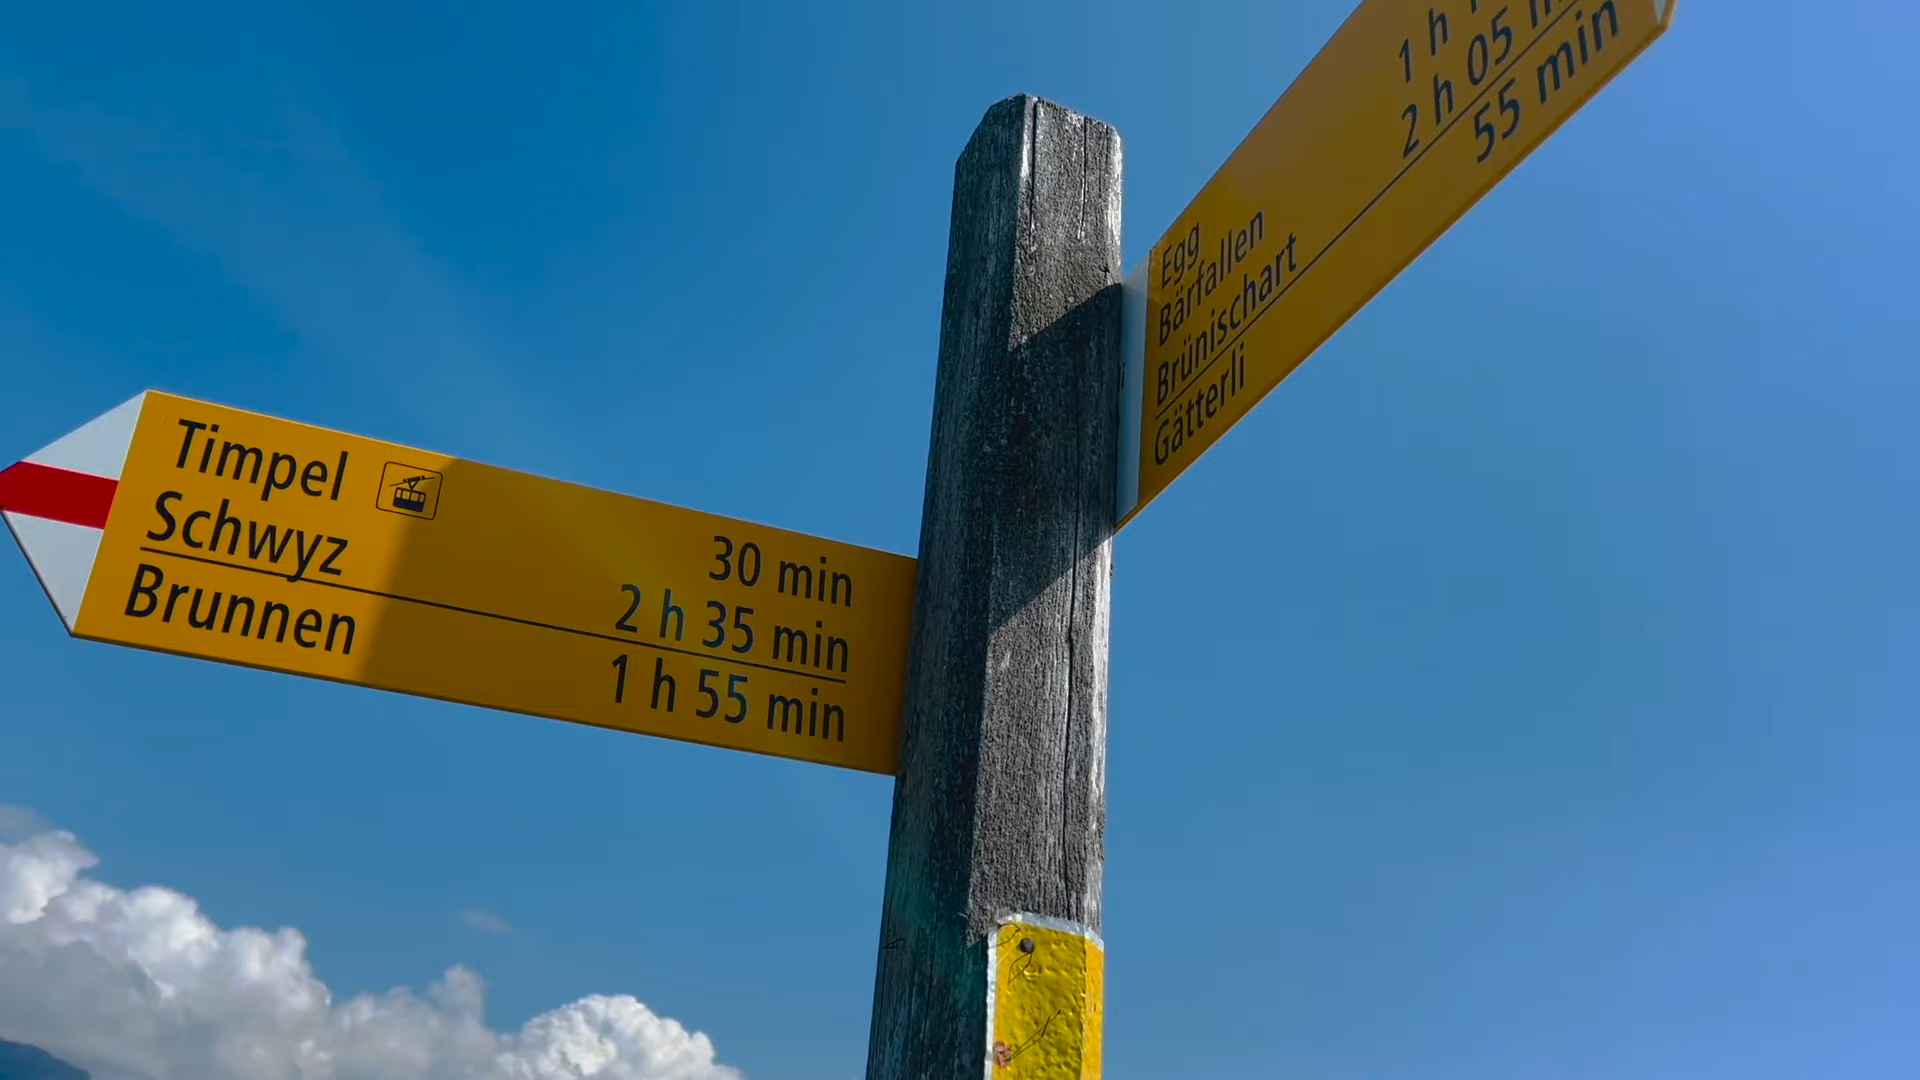 Timpel
Schwyz
Brunnen
30 min
2 h 35 min
1 h 55 min
Egg
Bärfallen
Brünischart
Gätterli
1 h
2 h 05
55 min